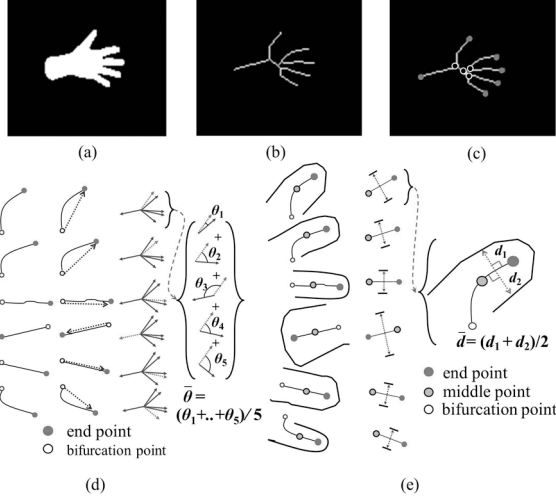 (a)
(b)
(c)
θ1
+
θ2
+
θ3
+
θ4
+
θ5
θ̄ =
(θ1+..+θ5)/5
end point
bifurcation point
(d)
d1
d2
d̄ = (d1 + d2)/2
end point
middle point
bifurcation point
(e)